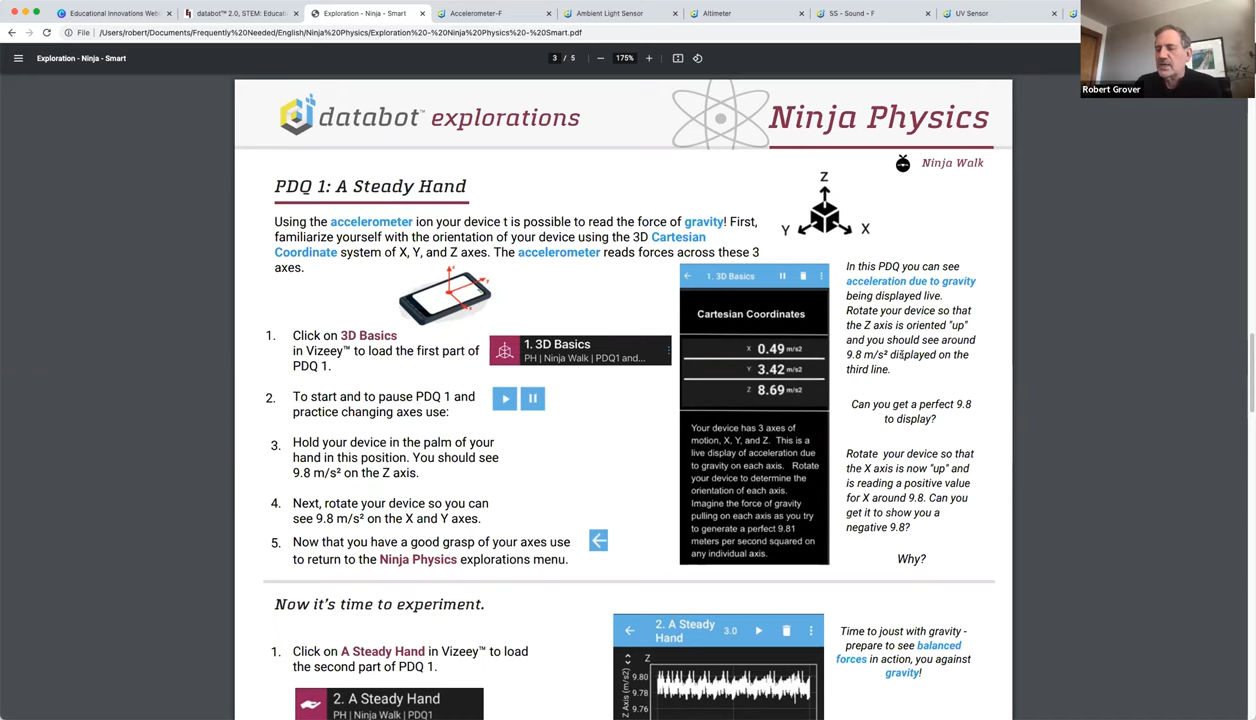 Educational Innovations Web
databot™ 2.0, STEM: Educati
Exploration - Ninja - Smart
Accelerometer-F
Ambient Light Sensor
Altimeter
SS - Sound - F
UV Sensor
File
/Users/robert/Documents/Frequently%20Needed/English/Ninja%20Physics/Exploration%20-%20Ninja%20Physics%20-%20Smart.pdf
Exploration - Ninja - Smart
3 / 5
175%
Robert Grover
databot™ explorations
Ninja Physics
Ninja Walk
PDQ 1: A Steady Hand
Using the accelerometer ion your device t is possible to read the force of gravity! First,
familiarize yourself with the orientation of your device using the 3D Cartesian
Coordinate system of X, Y, and Z axes. The accelerometer reads forces across these 3
axes.
Z
Y
X
1. Click on 3D Basics
in Vizeey™ to load the first part of
PDQ 1.
1. 3D Basics
PH | Ninja Walk | PDQ1 and...
2. To start and to pause PDQ 1 and
practice changing axes use:
3. Hold your device in the palm of your
hand in this position. You should see
9.8 m/s² on the Z axis.
4. Next, rotate your device so you can
see 9.8 m/s² on the X and Y axes.
5. Now that you have a good grasp of your axes use
to return to the Ninja Physics explorations menu.
1. 3D Basics
Cartesian Coordinates
X 0.49 m/s2
Y 3.42 m/s2
Z 8.69 m/s2
Your device has 3 axes of
motion, X, Y, and Z. This is a
live display of acceleration due
to gravity on each axis. Rotate
your device to determine the
orientation of each axis.
Imagine the force of gravity
pulling on each axis as you try
to generate a perfect 9.81
meters per second squared on
any individual axis.
In this PDQ you can see
acceleration due to gravity
being displayed live.
Rotate your device so that
the Z axis is oriented "up"
and you should see around
9.8 m/s² displayed on the
third line.
Can you get a perfect 9.8
to display?
Rotate your device so that
the X axis is now "up" and
is reading a positive value
for X around 9.8. Can you
get it to show you a
negative 9.8?
Why?
Now it's time to experiment.
1. Click on A Steady Hand in Vizeey™ to load
the second part of PDQ 1.
2. A Steady Hand
PH | Ninja Walk | PDQ1
2. A Steady
Hand
3.0
Z
Z Axis (m/s2)
9.80
9.78
9.76
Time to joust with gravity -
prepare to see balanced
forces in action, you against
gravity!